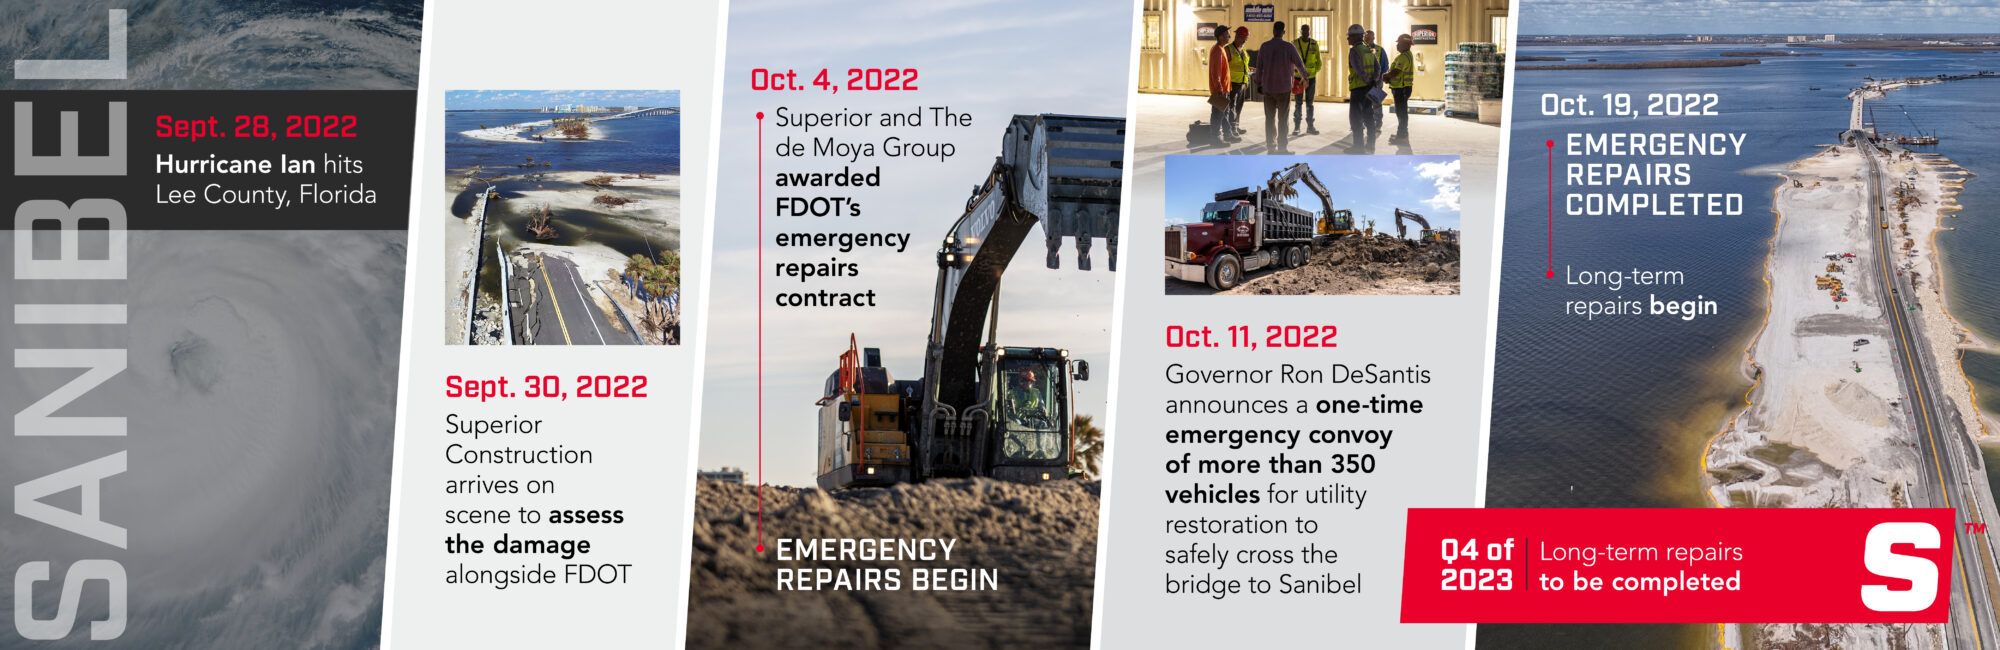 SANIBEL
Sept. 28, 2022
Hurricane Ian hits
Lee County, Florida
Sept. 30, 2022
Superior
Construction
arrives on
scene to assess
the damage
alongside FDOT
Oct. 4, 2022
Superior and The
de Moya Group
awarded
FDOT's
emergency
repairs
contract
EMERGENCY
REPAIRS BEGIN
SUPERIOR
Oct. 11, 2022
Governor Ron DeSantis
announces a one-time
emergency convoy
of more than 350
vehicles for utility
restoration to
safely cross the
bridge to Sanibel
Oct. 19, 2022
EMERGENCY
REPAIRS
COMPLETED
Long-term
repairs begin
Q4 of
2023
Long-term repairs
to be completed
S TM